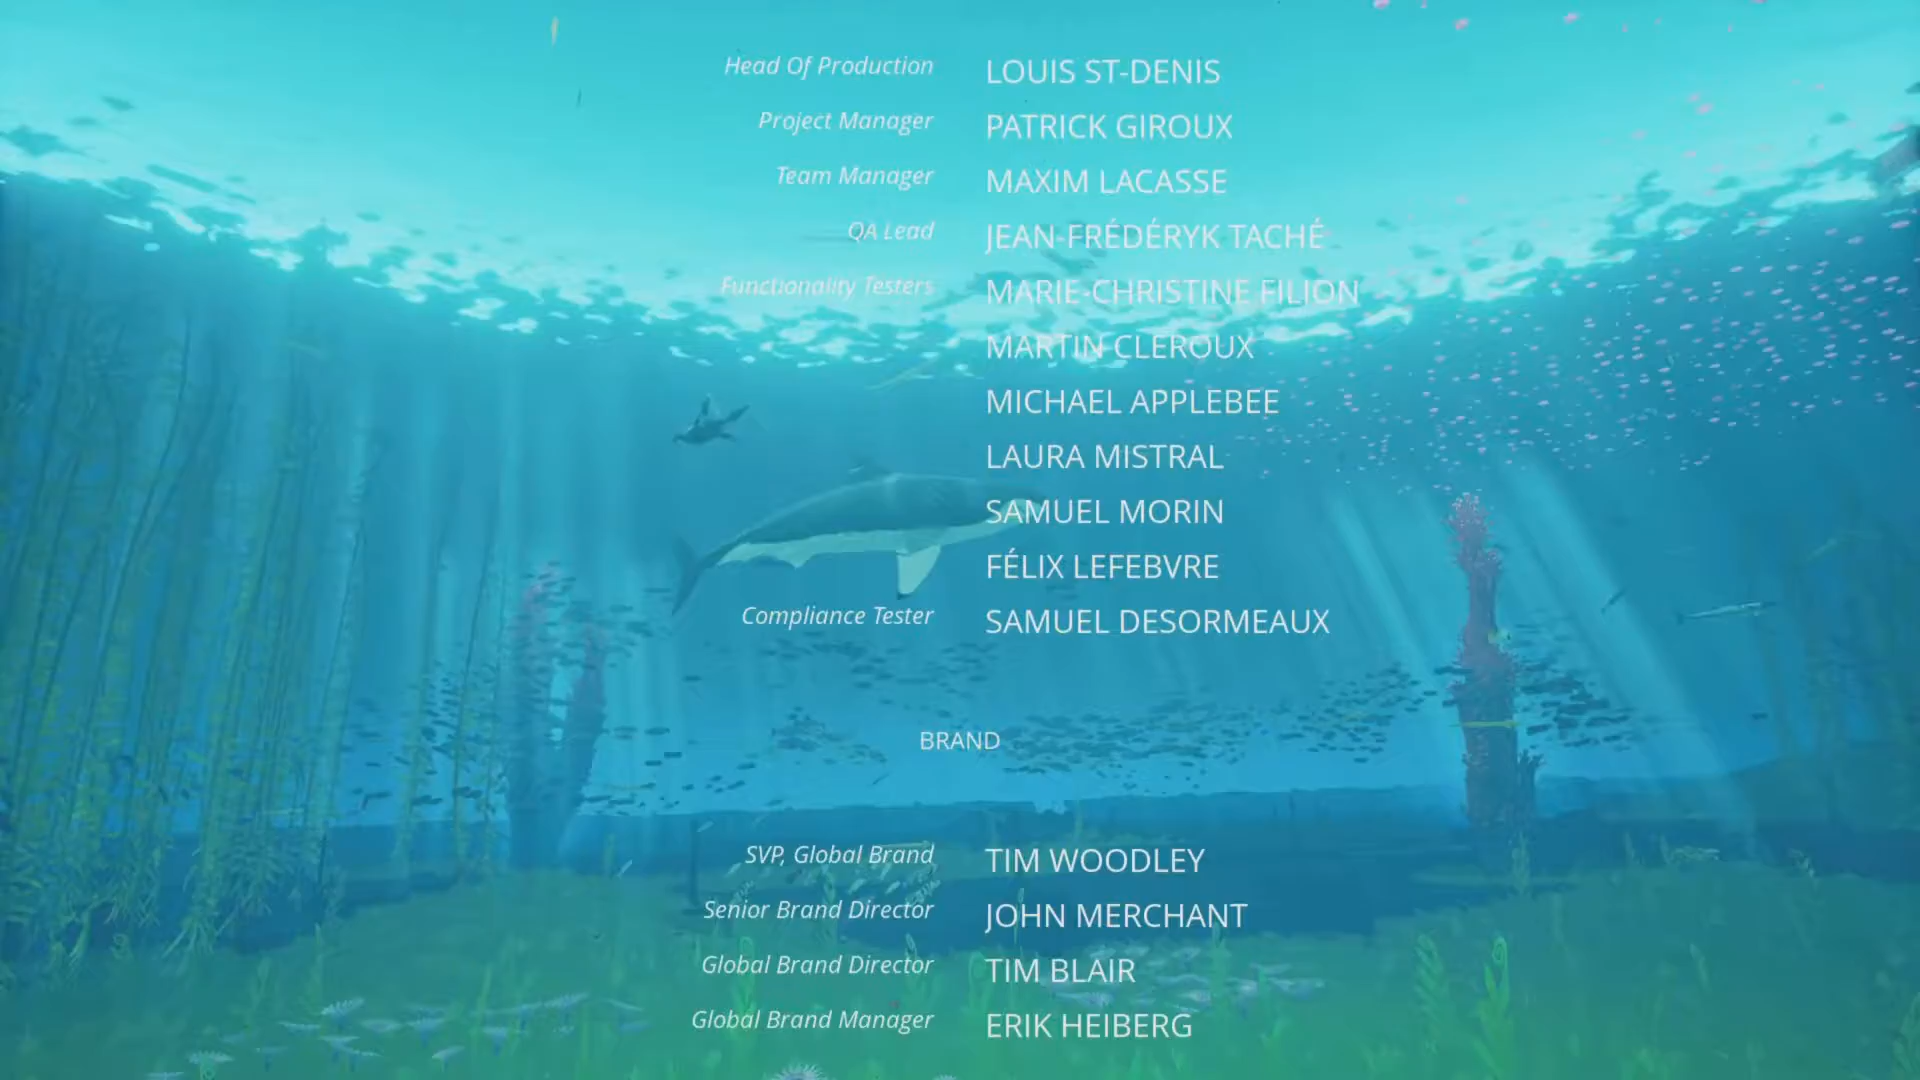 Head Of Production LOUIS ST-DENIS
Project Manager PATRICK GIROUX
Team Manager MAXIM LACASSE
QA Lead JEAN-FRÉDÉRYK TACHÉ
Functionality Testers MARIE-CHRISTINE FILION
MARTIN CLEROUX
MICHAEL APPLEBEE
LAURA MISTRAL
SAMUEL MORIN
FÉLIX LEFEBVRE
Compliance Tester SAMUEL DESORMEAUX
BRAND
SVP, Global Brand TIM WOODLEY
Senior Brand Director JOHN MERCHANT
Global Brand Director TIM BLAIR
Global Brand Manager ERIK HEIBERG